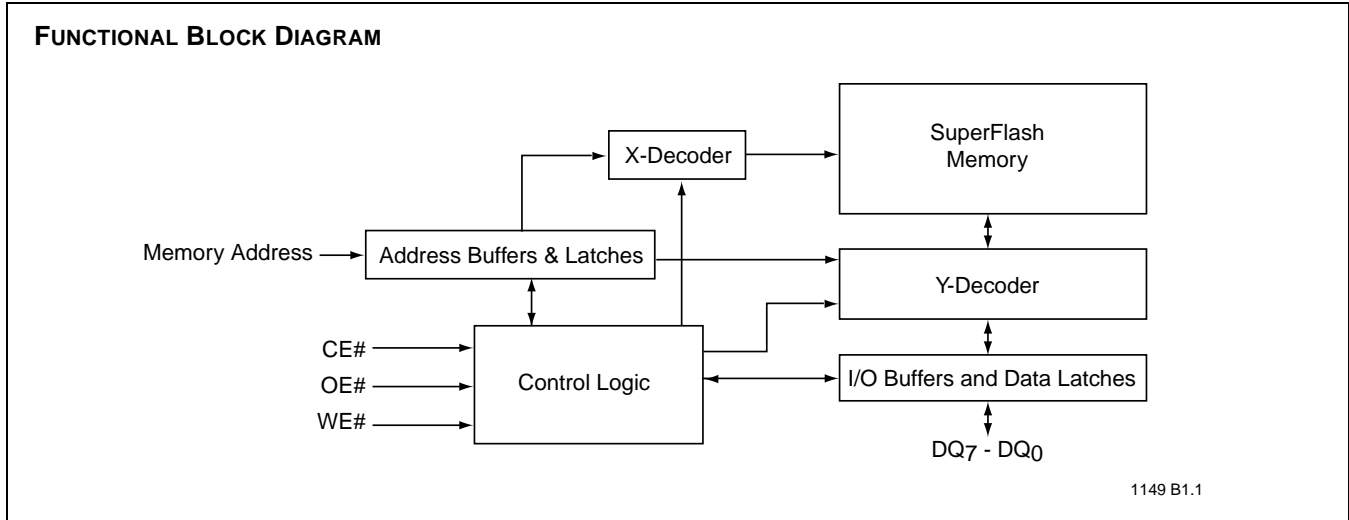 FUNCTIONAL BLOCK DIAGRAM
X-Decoder
SuperFlash
Memory
Memory Address
Address Buffers & Latches
Y-Decoder
CE#
OE#
WE#
Control Logic
I/O Buffers and Data Latches
DQ7 - DQ0
1149 B1.1